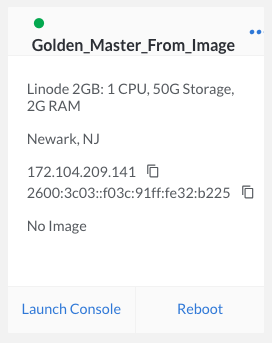 Golden_Master_From_Image
Linode 2GB: 1 CPU, 50G Storage,
2G RAM
Newark, NJ
172.104.209.141
2600:3c03::f03c:91ff:fe32:b225
No Image
Launch Console
Reboot